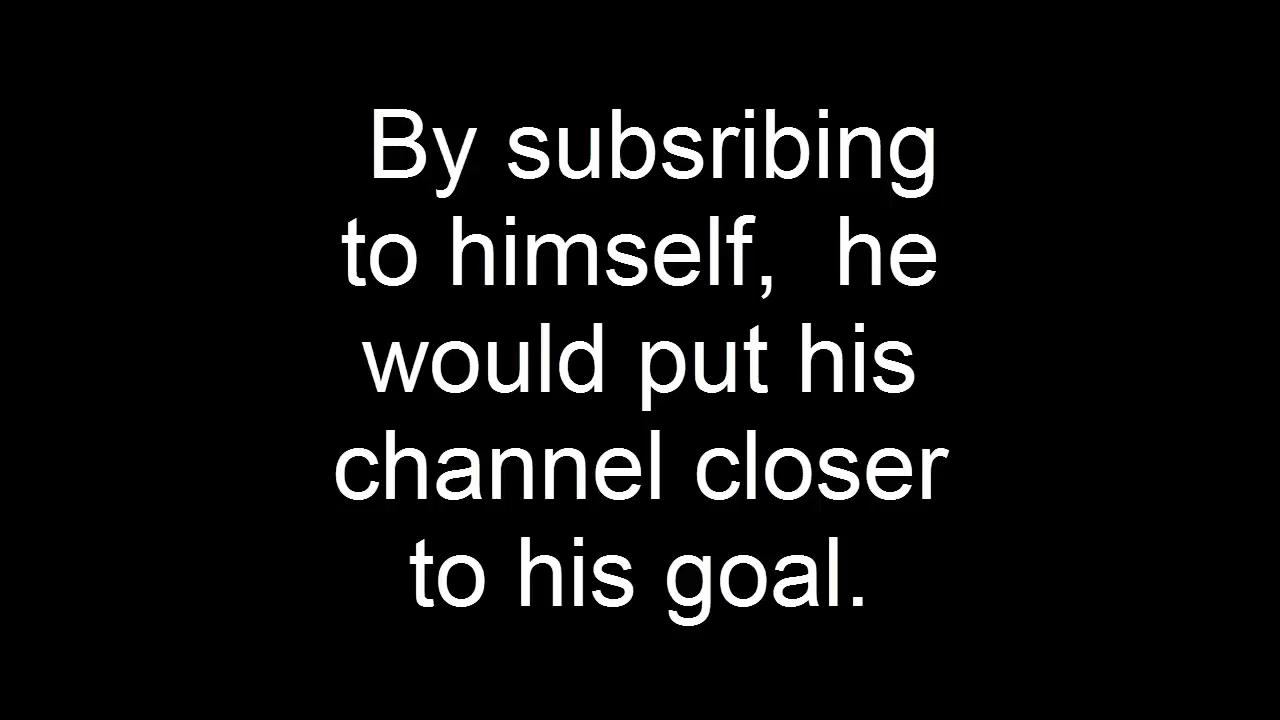 By subsribing
to himself,  he
would put his
channel closer
to his goal.